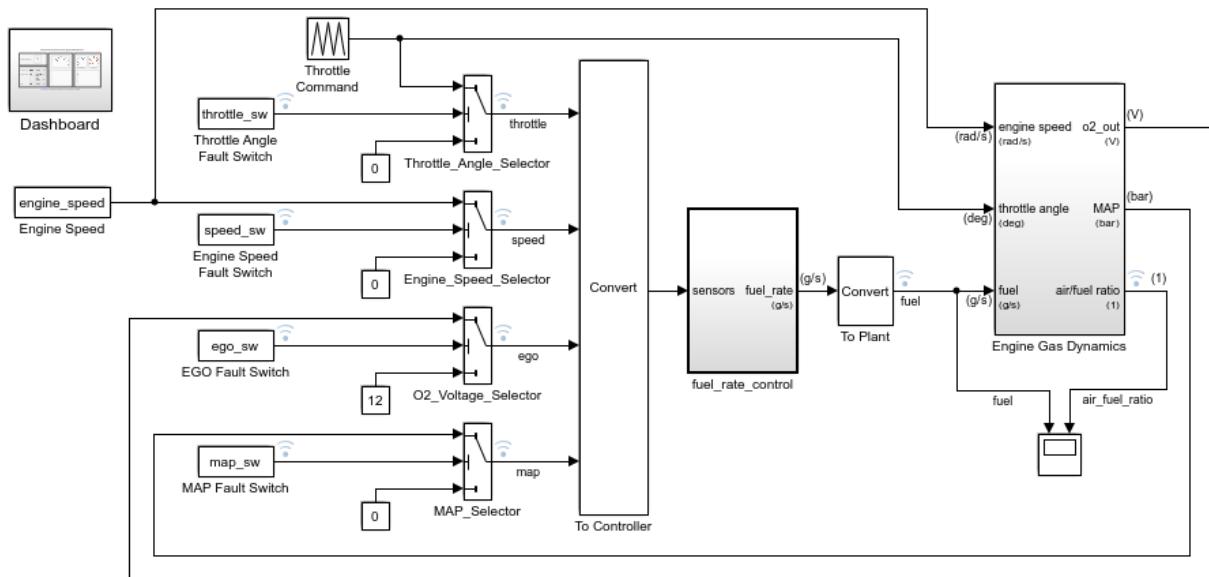 Dashboard
Throttle
Command
throttle_sw
Throttle Angle
Fault Switch
0
Throttle_Angle_Selector
throttle
engine_speed
Engine Speed
speed_sw
Engine Speed
Fault Switch
0
Engine_Speed_Selector
speed
ego_sw
EGO Fault Switch
12
O2_Voltage_Selector
ego
map_sw
MAP Fault Switch
0
MAP_Selector
map
Convert
To Controller
sensors
fuel_rate
(g/s)
(g/s)
fuel_rate_control
Convert
To Plant
fuel
(rad/s)
engine speed
(rad/s)
o2_out
(V)
(V)
(deg)
throttle angle
(deg)
MAP
(bar)
(bar)
(g/s)
fuel
(g/s)
air/fuel ratio
(1)
(1)
Engine Gas Dynamics
fuel
air_fuel_ratio